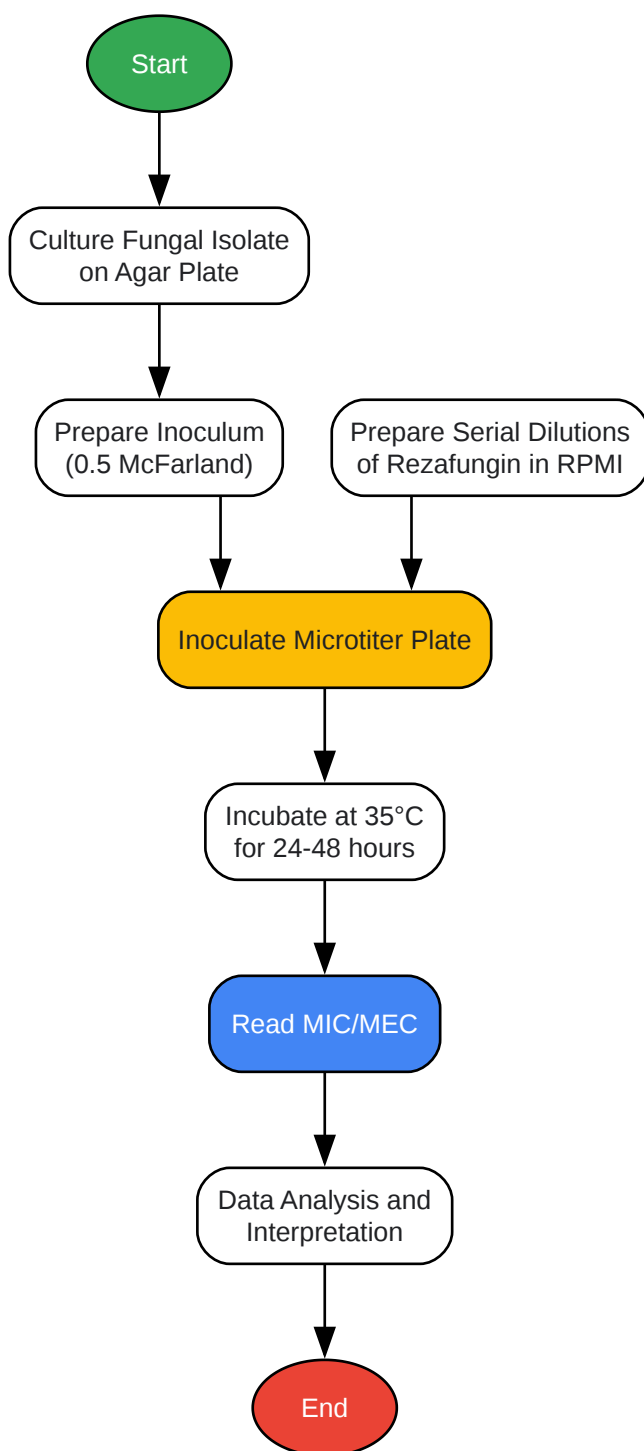 Start
Culture Fungal Isolate
on Agar Plate
Prepare Inoculum
(0.5 McFarland)
Prepare Serial Dilutions
of Rezafungin in RPMI
Inoculate Microtiter Plate
Incubate at 35°C
for 24-48 hours
Read MIC/MEC
Data Analysis and
Interpretation
End